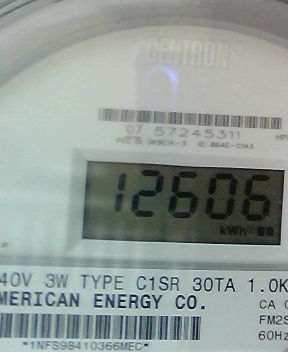 CENTRON®
07 57245311
12606
kWh
40V 3W TYPE C1SR 30TA 1.0K
MERICAN ENERGY CO.
CA
FM2S
60Hz
*1NFS98410366MEC*